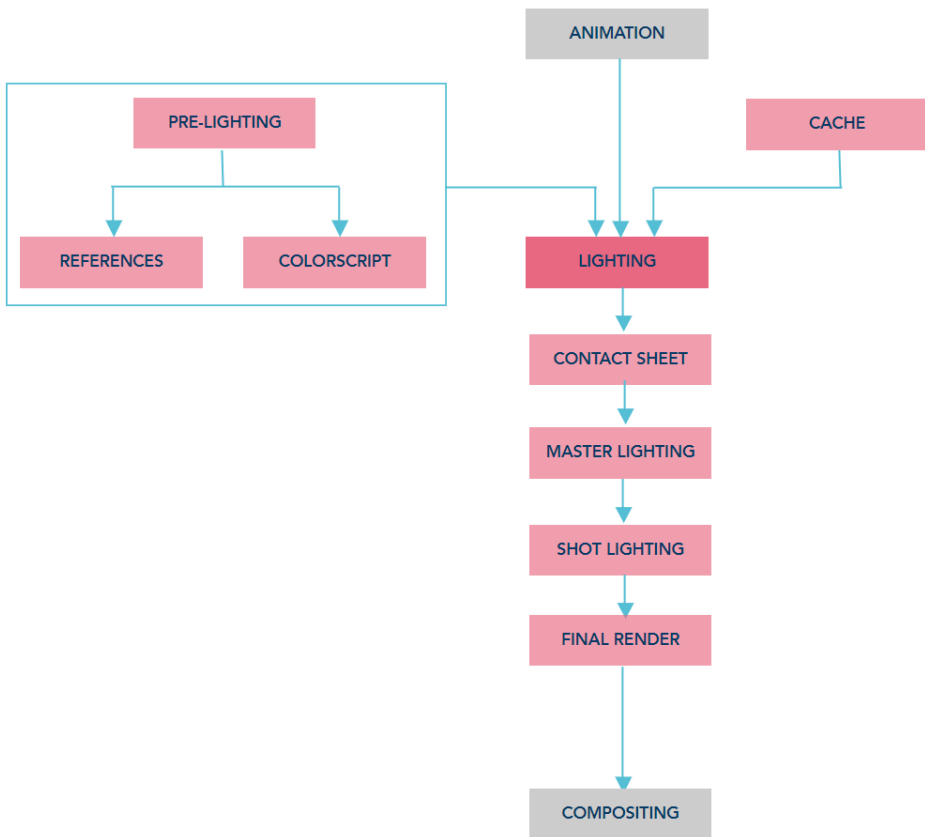 ANIMATION
PRE-LIGHTING
CACHE
REFERENCES
COLORSCRIPT
LIGHTING
CONTACT SHEET
MASTER LIGHTING
SHOT LIGHTING
FINAL RENDER
COMPOSITING